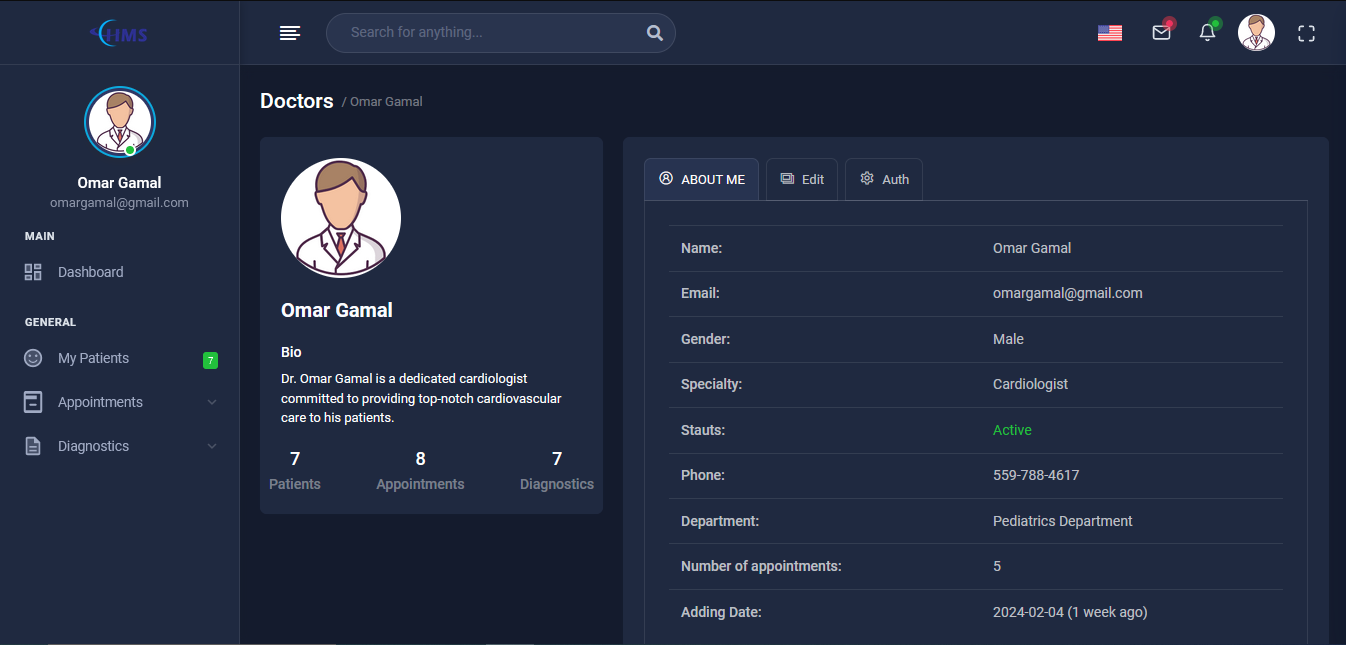 HMS
Search for anything...
Omar Gamal
omargamal@gmail.com
MAIN
Dashboard
GENERAL
My Patients 7
Appointments
Diagnostics
Doctors / Omar Gamal
Omar Gamal
Bio
Dr. Omar Gamal is a dedicated cardiologist
committed to providing top-notch cardiovascular
care to his patients.
7 8 7
Patients Appointments Diagnostics
ABOUT ME Edit Auth
Name: Omar Gamal
Email: omargamal@gmail.com
Gender: Male
Specialty: Cardiologist
Stauts: Active
Phone: 559-788-4617
Department: Pediatrics Department
Number of appointments: 5
Adding Date: 2024-02-04 (1 week ago)